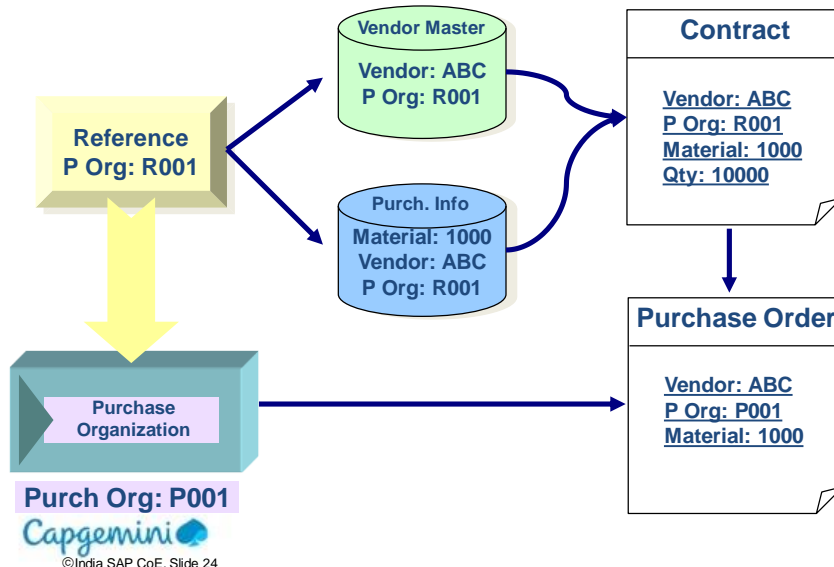 Vendor Master
Vendor: ABC
P Org: R001
Contract
Vendor: ABC
P Org: R001
Material: 1000
Qty: 10000
Reference
P Org: R001
Purch. Info
Material: 1000
Vendor: ABC
P Org: R001
Purchase Order
Vendor: ABC
P Org: P001
Material: 1000
Purchase
Organization
Purch Org: P001
Capgemini
©India SAP CoE, Slide 24